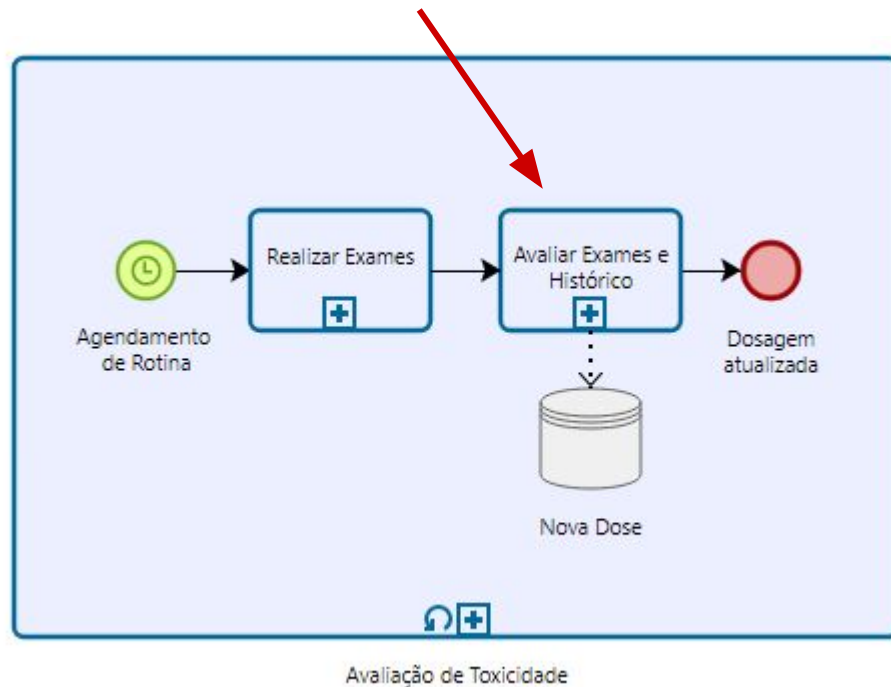 Realizar Exames
Avaliar Exames e
Histórico
Agendamento
de Rotina
Dosagem
atualizada
Nova Dose
Avaliação de Toxicidade